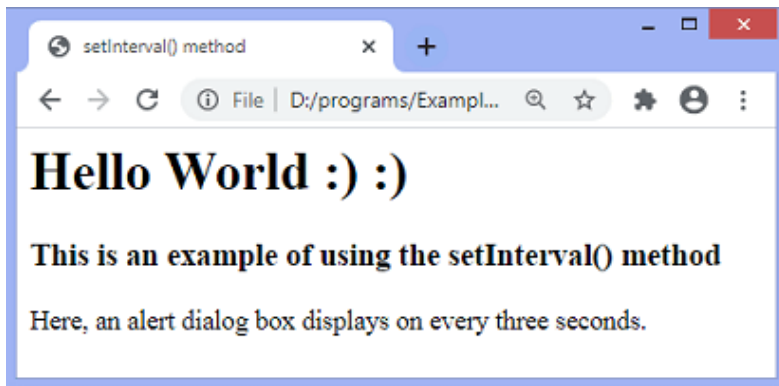 setInterval() method
File | D:/programs/Exampl...
Hello World :) :)
This is an example of using the setInterval() method
Here, an alert dialog box displays on every three seconds.